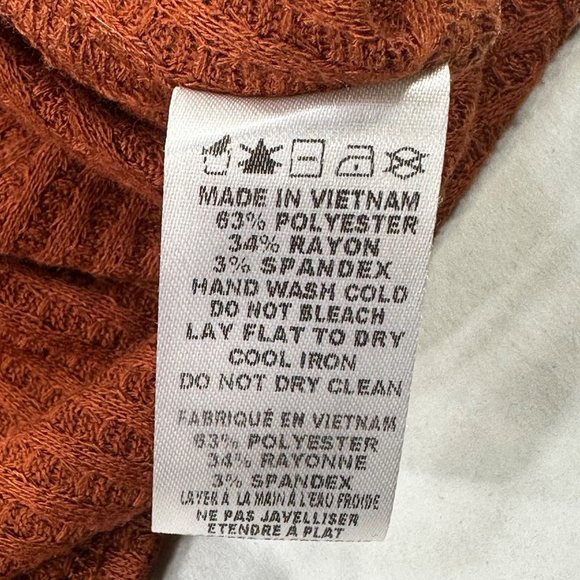 MADE IN VIETNAM
63% POLYESTER
34% RAYON
3% SPANDEX
HAND WASH COLD
DO NOT BLEACH
LAY FLAT TO DRY
COOL IRON
DO NOT DRY CLEAN
FABRIQUÉ EN VIETNAM
63% POLYESTER
34% RAYONNE
3% SPANDEX
LAVER À LA MAIN À L'EAU FROIDE
NE PAS JAVELLISER
ETENDRE À PLAT